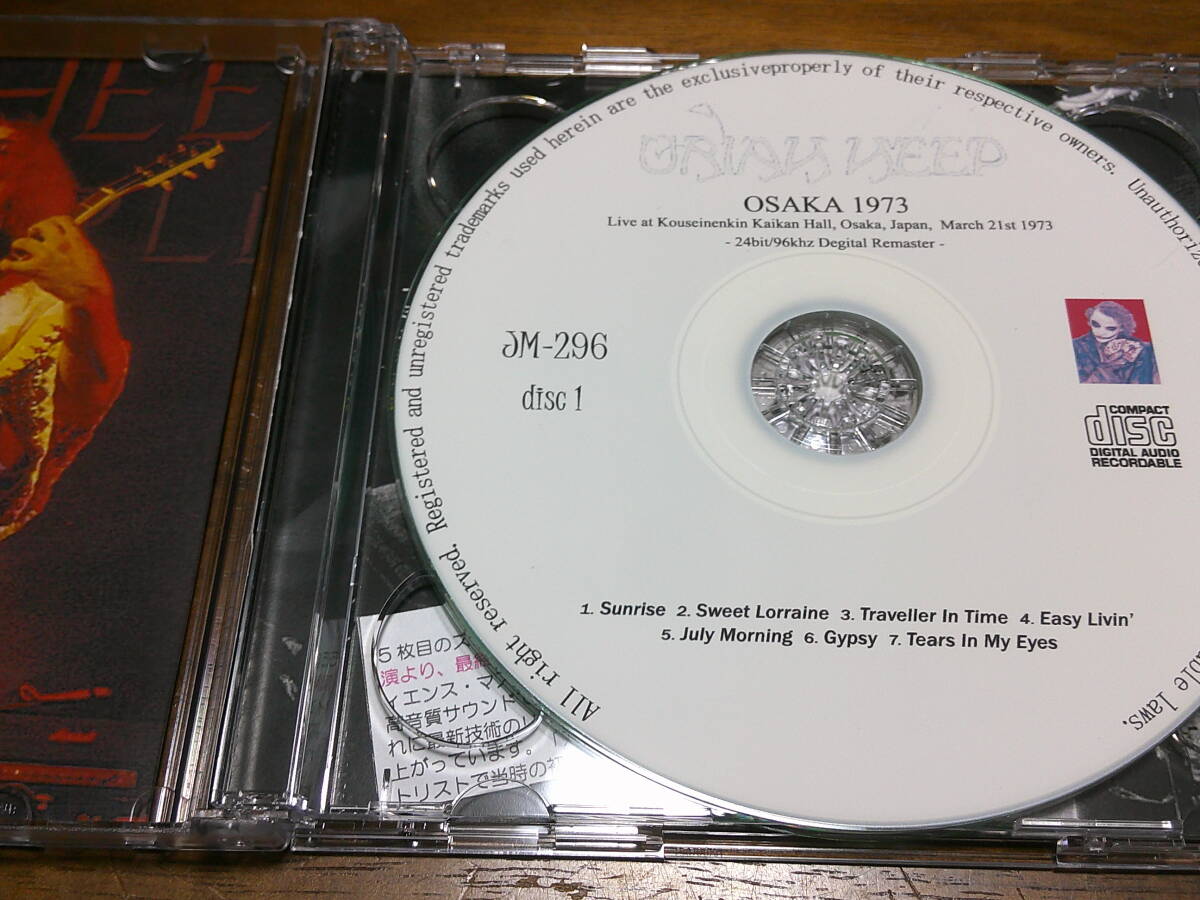 HEEP
URIAH HEEP
OSAKA 1973
Live at Kouseinenkin Kaikan Hall, Osaka, Japan, March 21st 1973
- 24bit/96khz Degital Remaster -
JM-296
disc 1
COMPACT
disc
DIGITAL AUDIO
RECORDABLE
1. Sunrise 2. Sweet Lorraine 3. Traveller In Time 4. Easy Livin'
5. July Morning 6. Gypsy 7. Tears In My Eyes
All right reserved. Registered and unregistered trademarks used herein are the exclusiveproperly of their respective owners. Unauthorize
laws.
5枚目のス
演より、最
イエンス・マ
高音質サウンド
れに最新技術の
上がっています。
トリストで当時の